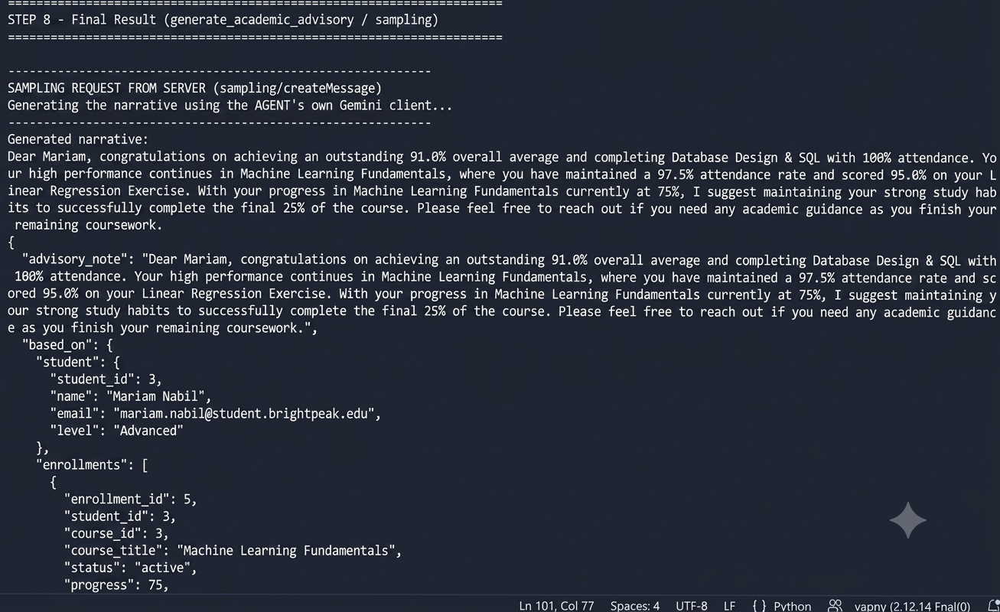 ======================================================================
STEP 8 - Final Result (generate_academic_advisory / sampling)
======================================================================
------------------------------------------------------------
SAMPLING REQUEST FROM SERVER (sampling/createMessage)
Generating the narrative using the AGENT's own Gemini client...
------------------------------------------------------------
Generated narrative:
Dear Mariam, congratulations on achieving an outstanding 91.0% overall average and completing Database Design & SQL with 100% attendance. Yo
ur high performance continues in Machine Learning Fundamentals, where you have maintained a 97.5% attendance rate and scored 95.0% on your L
inear Regression Exercise. With your progress in Machine Learning Fundamentals currently at 75%, I suggest maintaining your strong study hab
its to successfully complete the final 25% of the course. Please feel free to reach out if you need any academic guidance as you finish your
 remaining coursework.
{
  "advisory_note": "Dear Mariam, congratulations on achieving an outstanding 91.0% overall average and completing Database Design & SQL with
 100% attendance. Your high performance continues in Machine Learning Fundamentals, where you have maintained a 97.5% attendance rate and sc
ored 95.0% on your Linear Regression Exercise. With your progress in Machine Learning Fundamentals currently at 75%, I suggest maintaining y
our strong study habits to successfully complete the final 25% of the course. Please feel free to reach out if you need any academic guidanc
e as you finish your remaining coursework.",
  "based_on": {
    "student": {
      "student_id": 3,
      "name": "Mariam Nabil",
      "email": "mariam.nabil@student.brightpeak.edu",
      "level": "Advanced"
    },
    "enrollments": [
      {
        "enrollment_id": 5,
        "student_id": 3,
        "course_id": 3,
        "course_title": "Machine Learning Fundamentals",
        "status": "active",
        "progress": 75,
Ln 101, Col 77 Spaces: 4 UTF-8 LF { } Python vapny (2.12.14 Fnal(0)